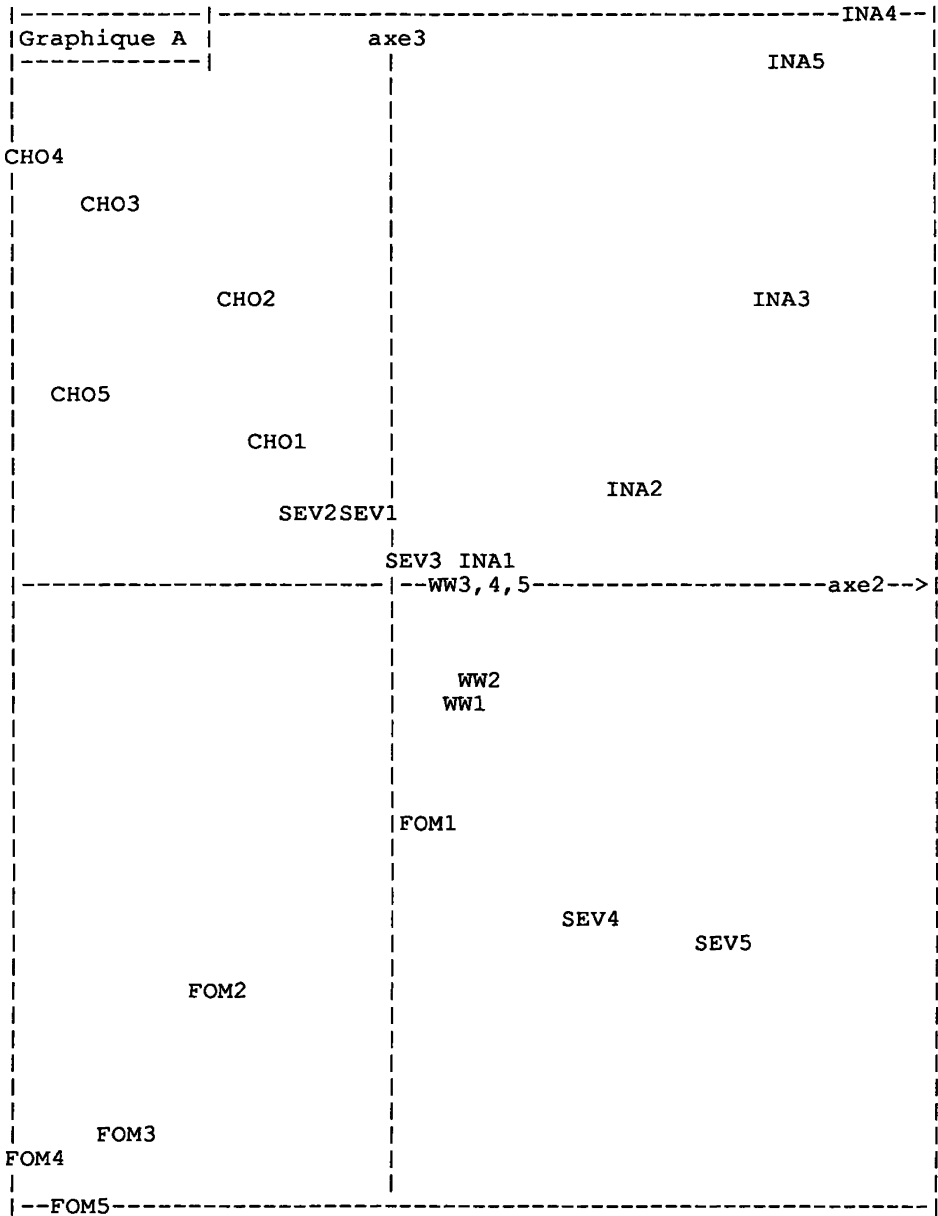 INA4
Graphique A axe3
INA5
CHO4
CHO3
CHO2 INA3
CHO5
CHO1
INA2
SEV2SEV1
SEV3 INA1
WW3,4,5 axe2-->
WW2
WW1
FOM1
SEV4
SEV5
FOM2
FOM3
FOM4
FOM5